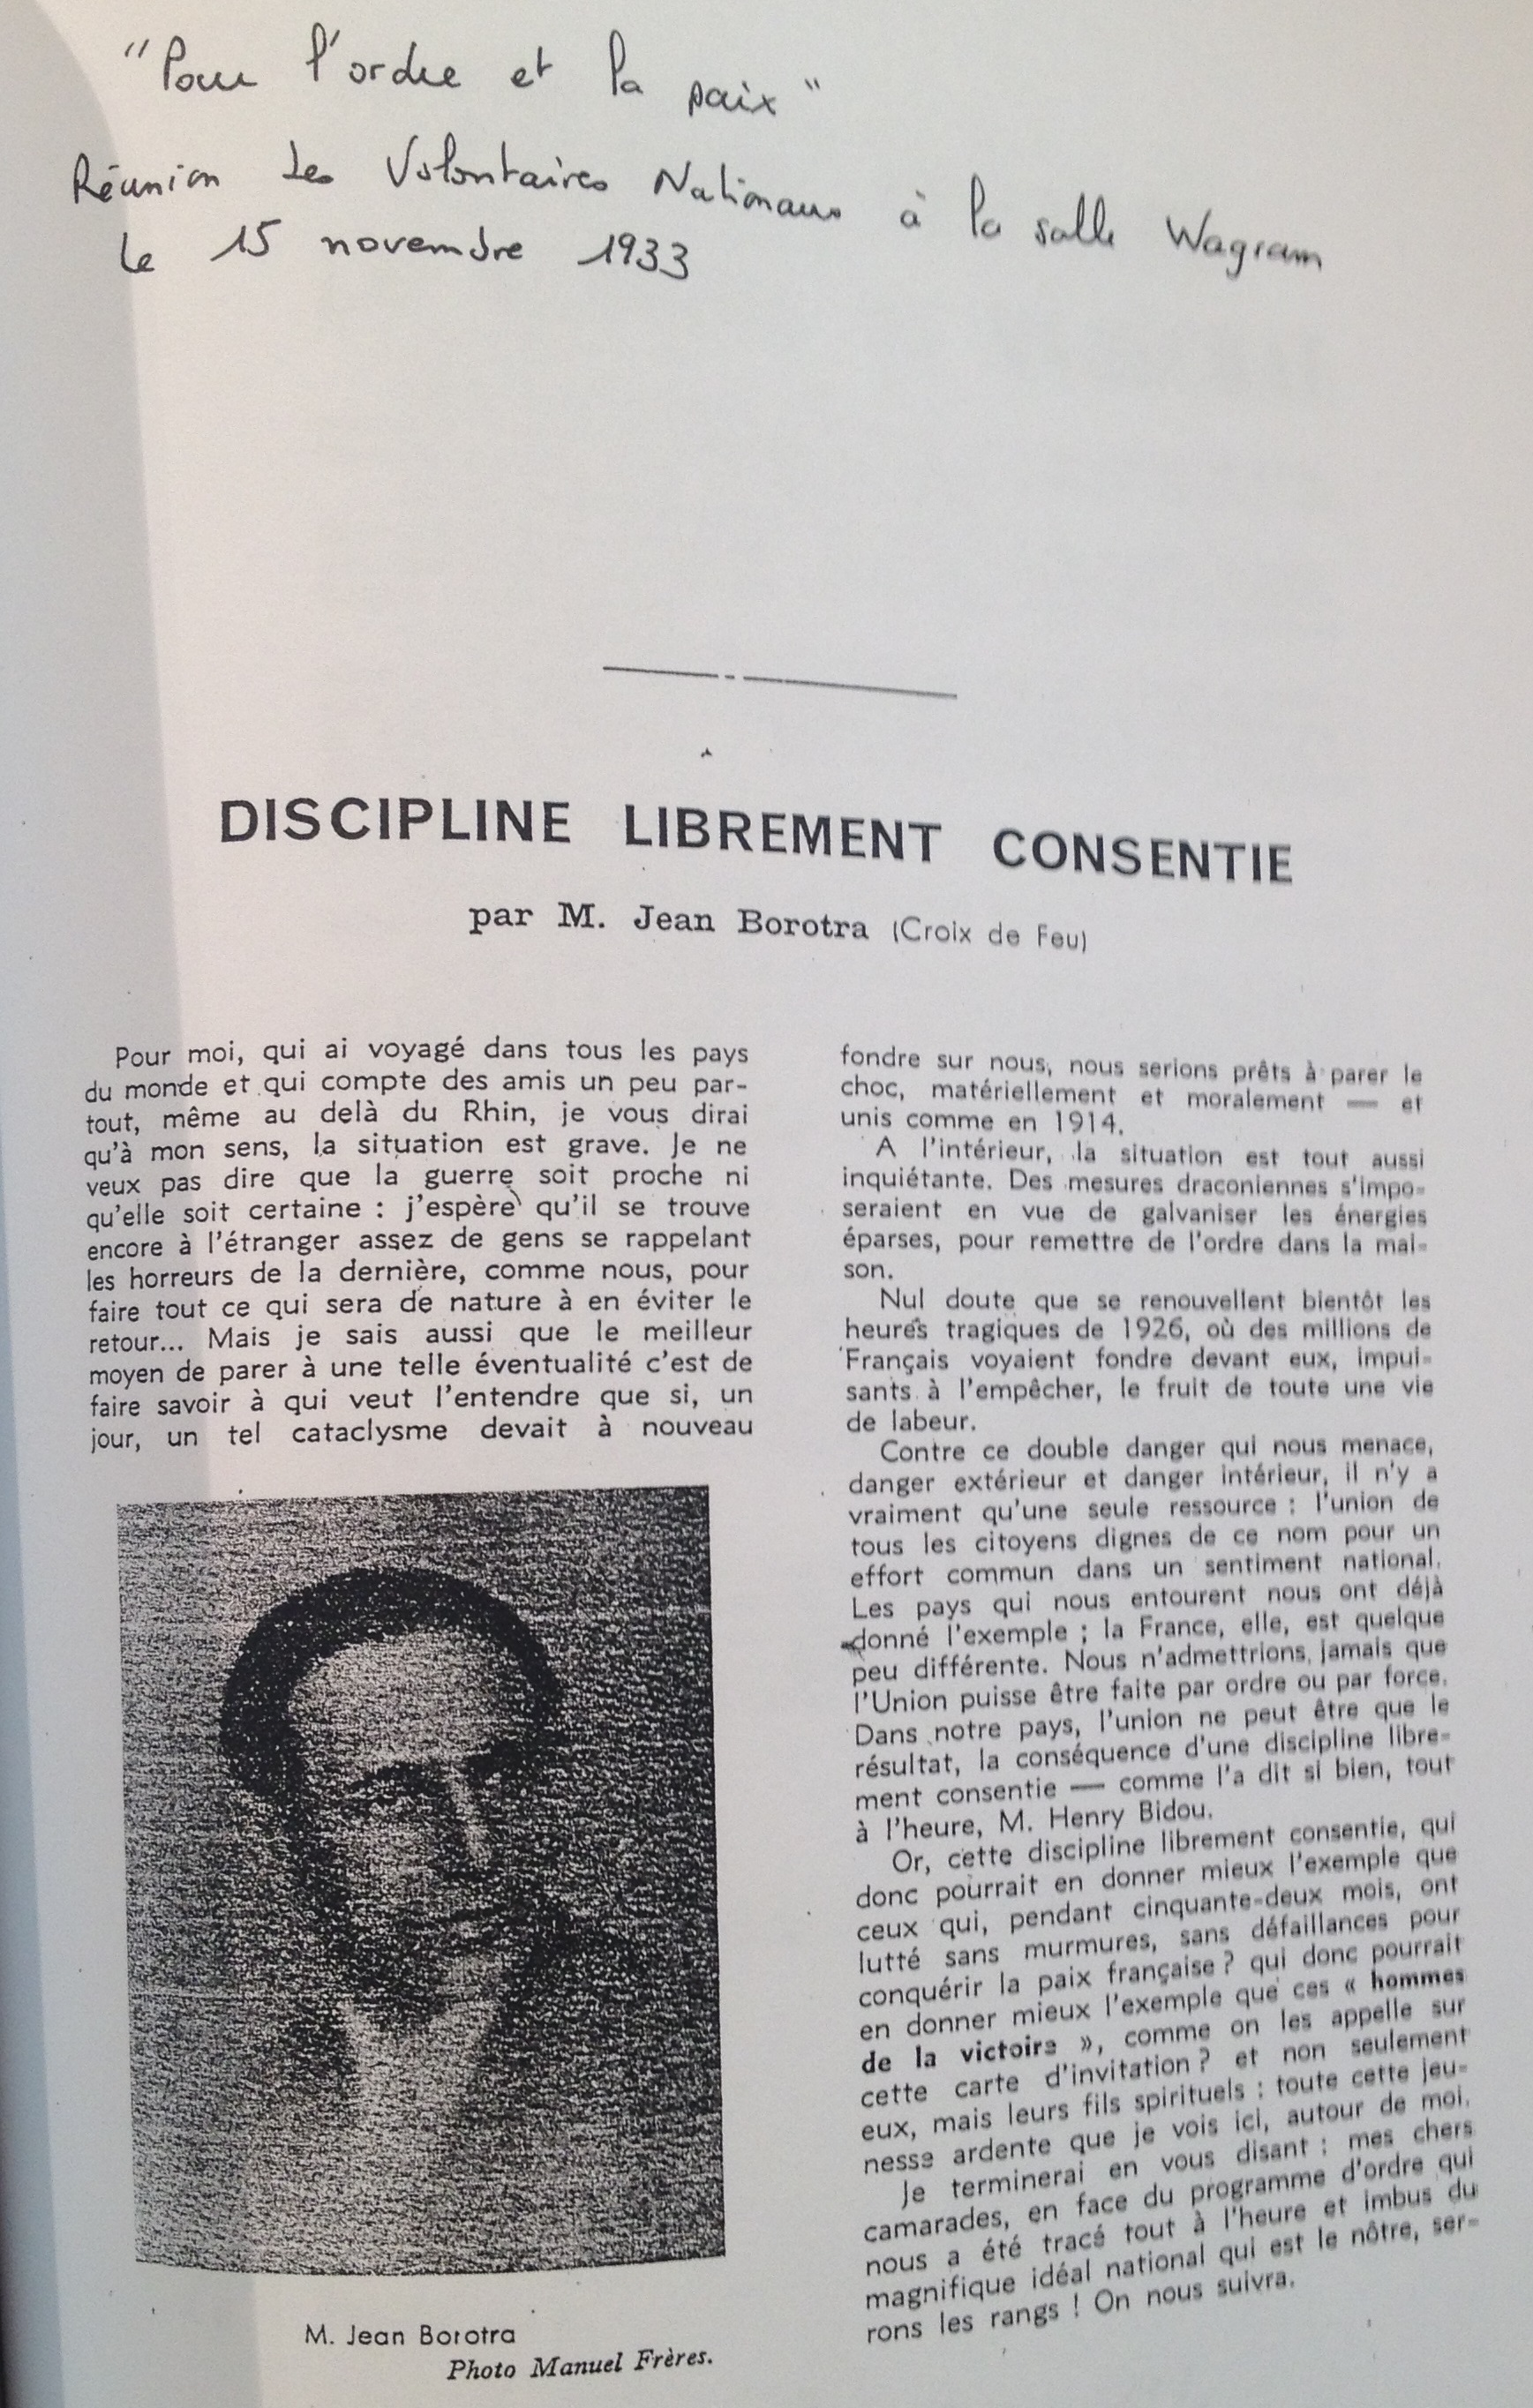 "Pour l'ordre et la paix"
Réunion des Volontaires Nationaux à la salle Wagram
le 15 novembre 1933
DISCIPLINE LIBREMENT CONSENTIE
par M. Jean Borotra (Croix de Feu)
Pour moi, qui ai voyagé dans tous les pays
du monde et qui compte des amis un peu par-
tout, même au delà du Rhin, je vous dirai
qu'à mon sens, la situation est grave. Je ne
veux pas dire que la guerre soit proche ni
qu'elle soit certaine : j'espère qu'il se trouve
encore à l'étranger assez de gens se rappelant
les horreurs de la dernière, comme nous, pour
faire tout ce qui sera de nature à en éviter le
retour... Mais je sais aussi que le meilleur
moyen de parer à une telle éventualité c'est de
faire savoir à qui veut l'entendre que si, un
jour, un tel cataclysme devait à nouveau
M. Jean Borotra
Photo Manuel Frères.
fondre sur nous, nous serions prêts à parer le
choc, matériellement et moralement — et
unis comme en 1914.
A l'intérieur, la situation est tout aussi
inquiétante. Des mesures draconiennes s'impo-
seraient en vue de galvaniser les énergies
éparses, pour remettre de l'ordre dans la mai-
son.
Nul doute que se renouvellent bientôt les
heures tragiques de 1926, où des millions de
Français voyaient fondre devant eux, impui-
sants à l'empêcher, le fruit de toute une vie
de labeur.
Contre ce double danger qui nous menace,
danger extérieur et danger intérieur, il n'y a
vraiment qu'une seule ressource : l'union de
tous les citoyens dignes de ce nom pour un
effort commun dans un sentiment national.
Les pays qui nous entourent nous ont déjà
donné l'exemple ; la France, elle, est quelque
peu différente. Nous n'admettrions jamais que
l'Union puisse être faite par ordre ou par force.
Dans notre pays, l'union ne peut être que le
résultat, la conséquence d'une discipline libre-
ment consentie — comme l'a dit si bien, tout
à l'heure, M. Henry Bidou.
Or, cette discipline librement consentie, qui
donc pourrait en donner mieux l'exemple que
ceux qui, pendant cinquante-deux mois, ont
lutté sans murmures, sans défaillances pour
conquérir la paix française ? qui donc pourrait
en donner mieux l'exemple que ces « hommes
de la victoire », comme on les appelle sur
cette carte d'invitation ? et non seulement
eux, mais leurs fils spirituels : toute cette jeu-
nesse ardente que je vois ici, autour de moi.
Je terminerai en vous disant : mes chers
camarades, en face du programme d'ordre qui
nous a été tracé tout à l'heure et imbus du
magnifique idéal national qui est le nôtre, ser-
rons les rangs ! On nous suivra.